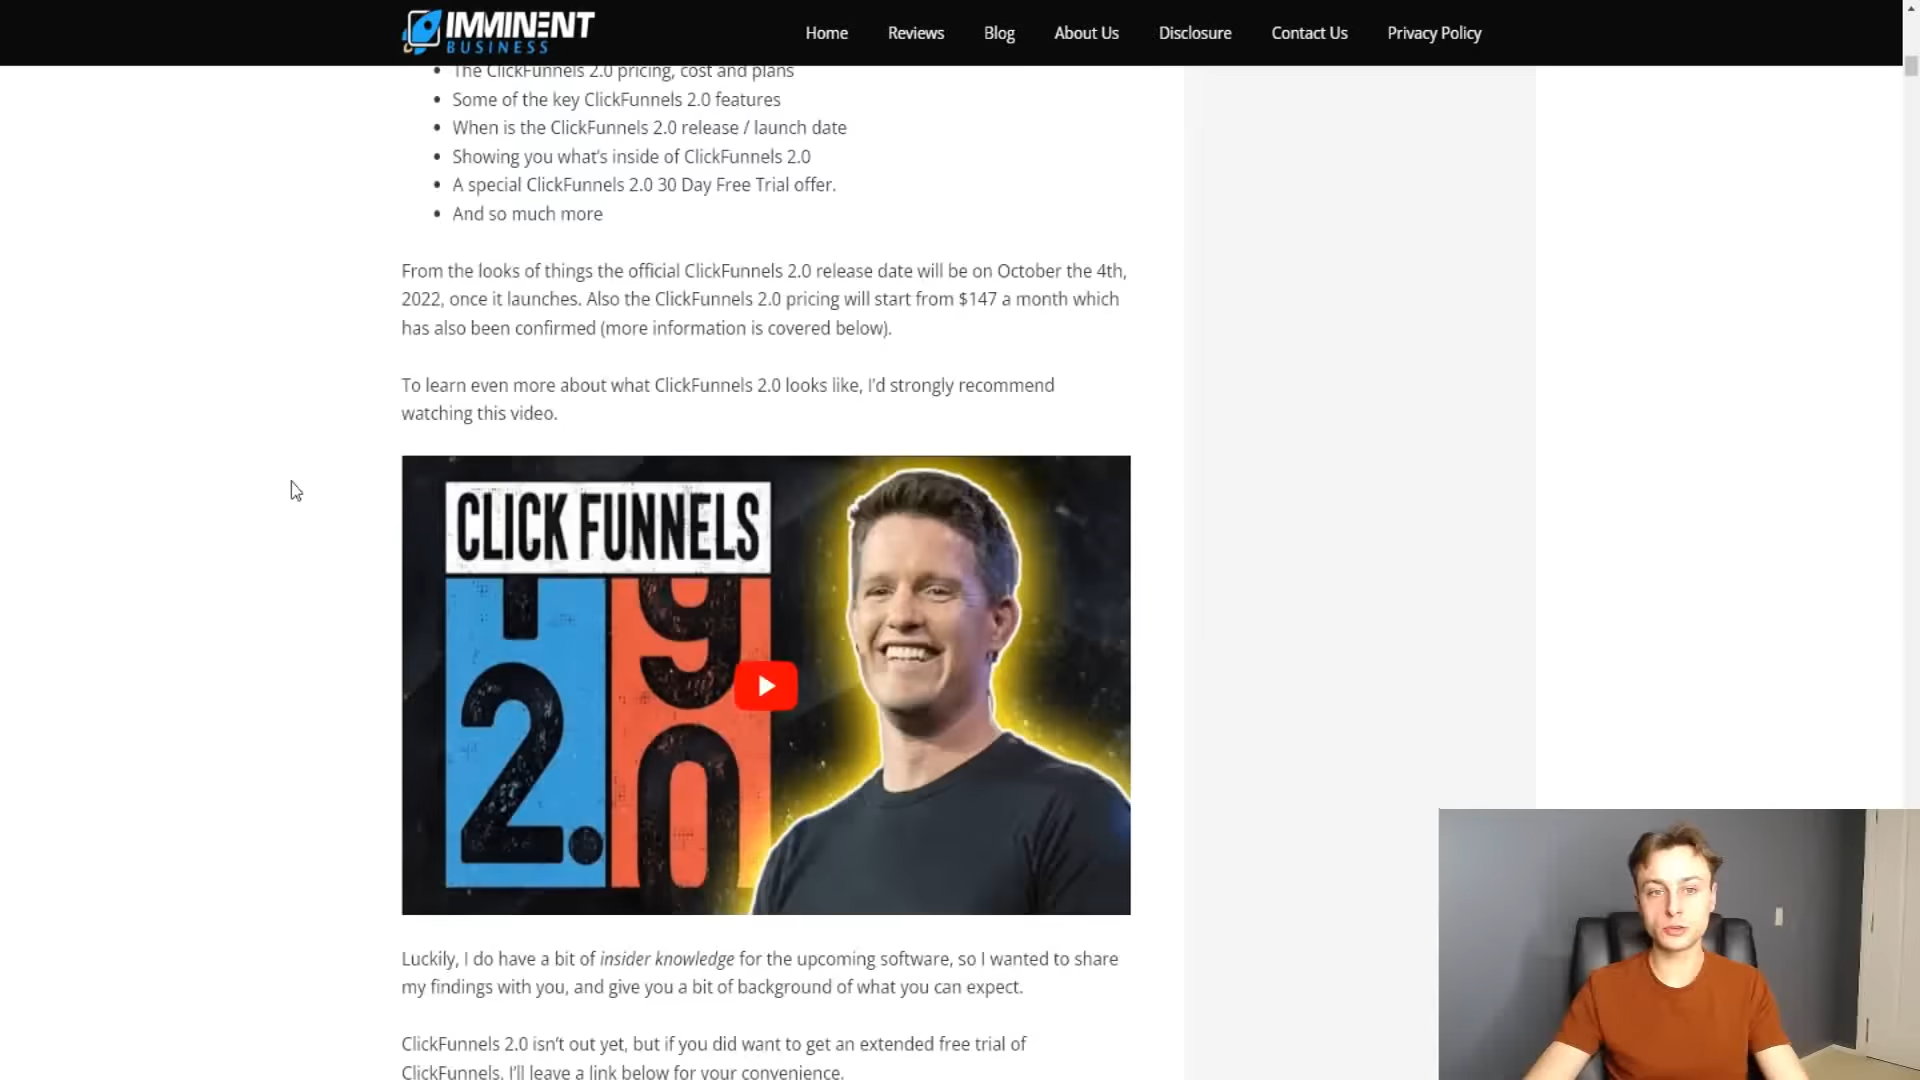 IMMINENT
BUSINESS
Home Reviews Blog About Us Disclosure Contact Us Privacy Policy
• The ClickFunnels 2.0 pricing, cost and plans
• Some of the key ClickFunnels 2.0 features
• When is the ClickFunnels 2.0 release / launch date
• Showing you what's inside of ClickFunnels 2.0
• A special ClickFunnels 2.0 30 Day Free Trial offer.
• And so much more
From the looks of things the official ClickFunnels 2.0 release date will be on October the 4th,
2022, once it launches. Also the ClickFunnels 2.0 pricing will start from $147 a month which
has also been confirmed (more information is covered below).
To learn even more about what ClickFunnels 2.0 looks like, I'd strongly recommend
watching this video.
CLICK FUNNELS
1 9
2.0
Luckily, I do have a bit of insider knowledge for the upcoming software, so I wanted to share
my findings with you, and give you a bit of background of what you can expect.
ClickFunnels 2.0 isn't out yet, but if you did want to get an extended free trial of
ClickFunnels. I'll leave a link below for your convenience.